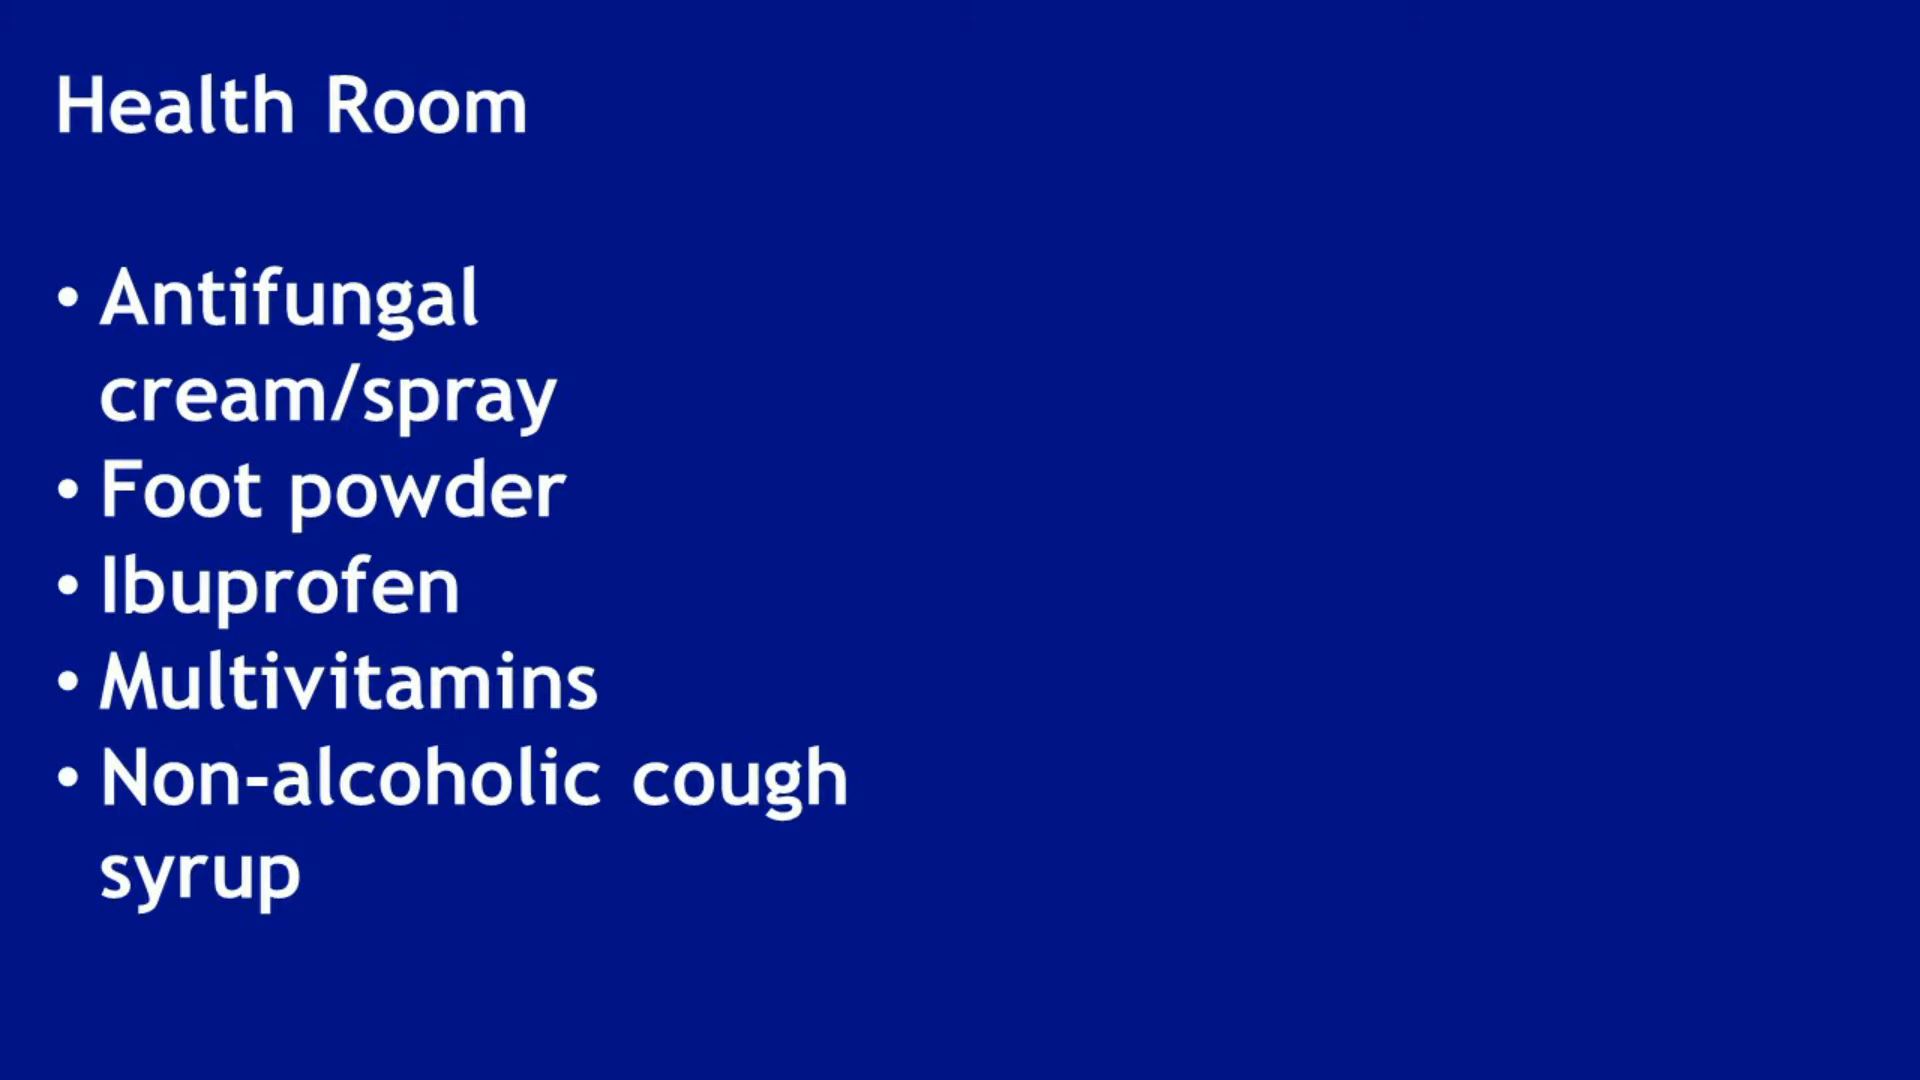 Health Room
• Antifungal
cream/spray
• Foot powder
• Ibuprofen
• Multivitamins
• Non-alcoholic cough
syrup